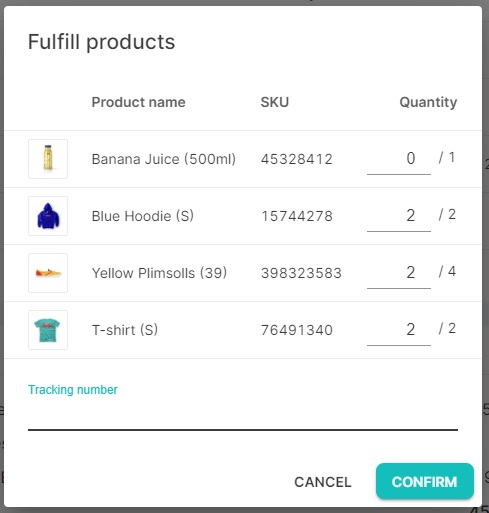 Fulfill products
Product name SKU Quantity
Banana Juice (500ml) 45328412 0 / 1
Blue Hoodie (S) 15744278 2 / 2
Yellow Plimsolls (39) 398323583 2 / 4
T-shirt (S) 76491340 2 / 2
Tracking number
CANCEL CONFIRM